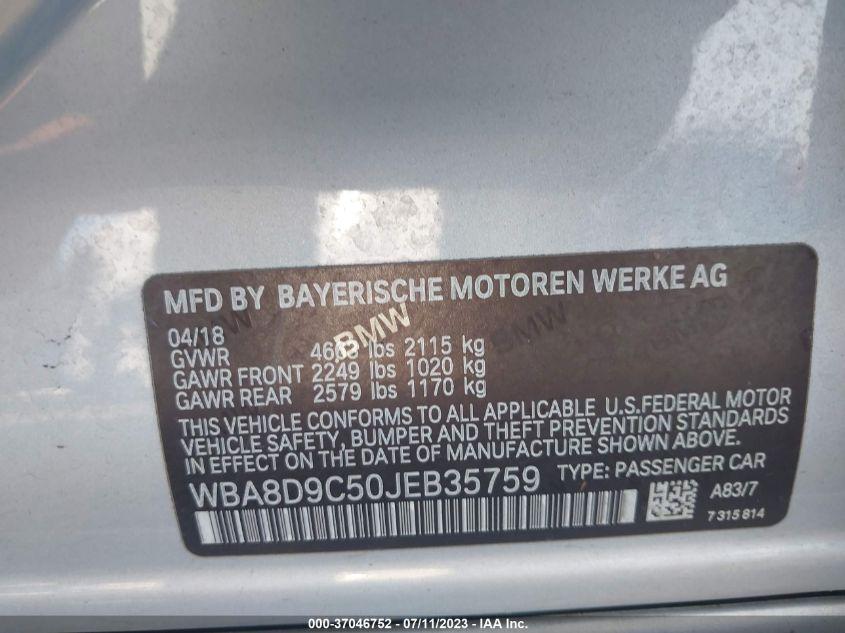 MFD BY BAYERISCHE MOTOREN WERKE AG
04/18
GVWR lbs 2115 kg
GAWR FRONT 2249 lbs 1020 kg
GAWR REAR 2579 lbs 1170 kg
BMW BMW BMW
THIS VEHICLE CONFORMS TO ALL APPLICABLE U.S.FEDERAL MOTOR
VEHICLE SAFETY, BUMPER AND THEFT PREVENTION STANDARDS
IN EFFECT ON THE DATE OF MANUFACTURE SHOWN ABOVE.
WBA8D9C50JEB35759 TYPE: PASSENGER CAR
A83/7
7315814
000-37046752 - 07/11/2023 - IAA Inc.